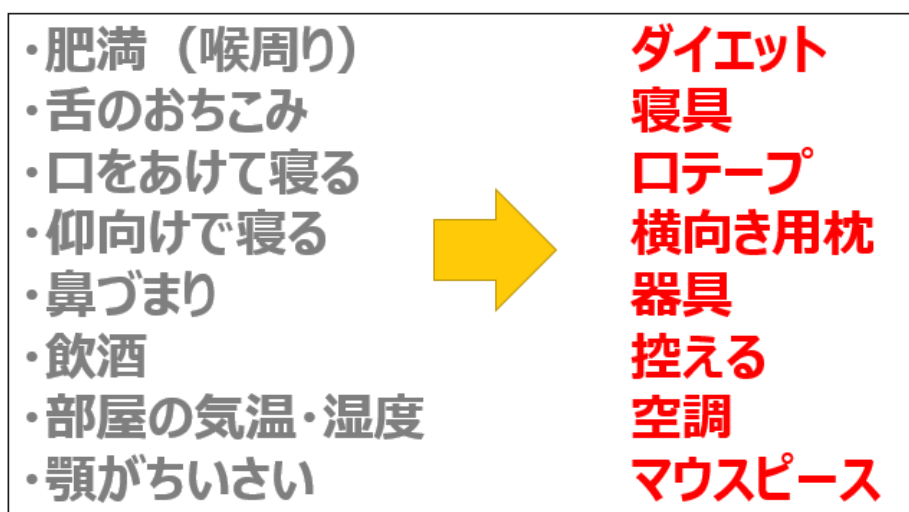 ・肥満（喉周り） ダイエット
・舌のおちこみ 寝具
・口をあけて寝る 口テープ
・仰向けで寝る 横向き用枕
・鼻づまり 器具
・飲酒 控える
・部屋の気温・湿度 空調
・顎がちいさい マウスピース